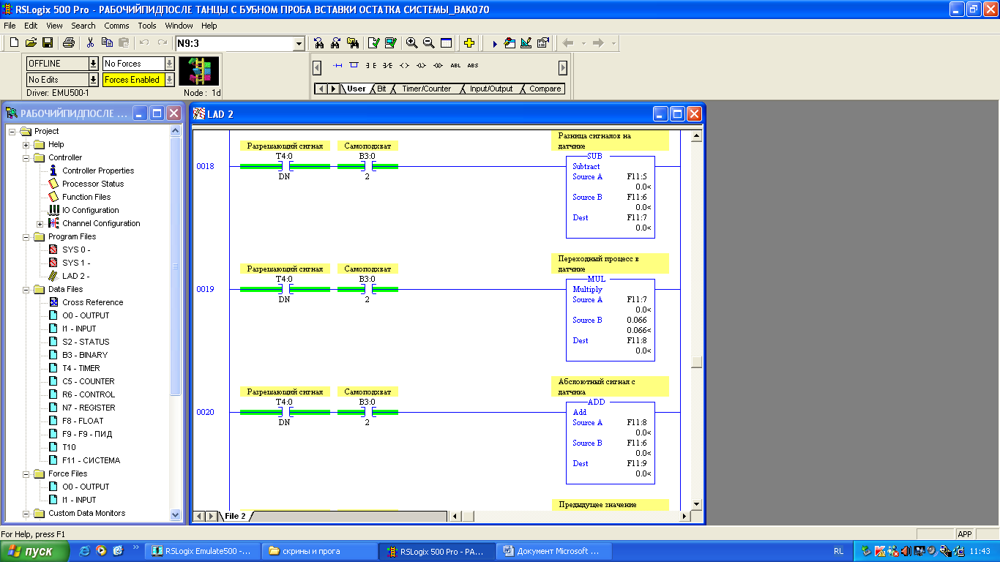 RSLogix 500 Pro - РАБОЧИЙПИДПОСЛЕ ТАНЦЫ С БУБНОМ ПРОБА ВСТАВКИ ОСТАТКА СИСТЕМЫ_BAK070
File Edit View Search Comms Tools Window Help
N9:3
OFFLINE No Forces
No Edits Forces Enabled
Driver: EMU500-1 Node : 1d
ABL ABS
User Bit Timer/Counter Input/Output Compare
РАБОЧИЙПИДПОСЛЕ ...
Project
Help
Controller
Controller Properties
Processor Status
Function Files
IO Configuration
Channel Configuration
Program Files
SYS 0 -
SYS 1 -
LAD 2 -
Data Files
Cross Reference
O0 - OUTPUT
I1 - INPUT
S2 - STATUS
B3 - BINARY
T4 - TIMER
C5 - COUNTER
R6 - CONTROL
N7 - REGISTER
F8 - FLOAT
F9 - F9 - ПИД
T10
F11 - СИСТЕМА
Force Files
O0 - OUTPUT
I1 - INPUT
Custom Data Monitors
LAD 2
Разница сигналов на
датчике
Разрешающий сигнал Самоподхват
T4:0 B3:0 SUB
0018 Subtract
DN 2 Source A F11:5
0.0<
Source B F11:6
0.0<
Dest F11:7
0.0<
Переходный процесс в
датчике
Разрешающий сигнал Самоподхват
T4:0 B3:0 MUL
0019 Multiply
DN 2 Source A F11:7
0.0<
Source B 0.066
0.066<
Dest F11:8
0.0<
Абслоютный сигнал с
датчика
Разрешающий сигнал Самоподхват
T4:0 B3:0 ADD
0020 Add
DN 2 Source A F11:8
0.0<
Source B F11:6
0.0<
Dest F11:9
0.0<
Предыдущее значение
File 2
For Help, press F1 APP
пуск RSLogix Emulate500 -... скрины и прога RSLogix 500 Pro - РА... Документ Microsoft ... RL 11:43